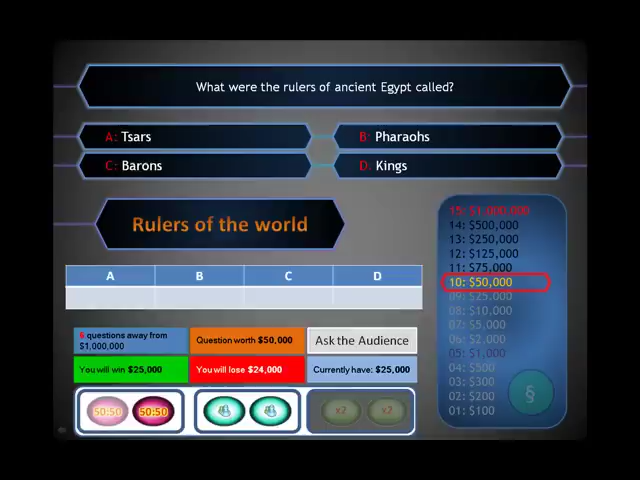 What were the rulers of ancient Egypt called?
A: Tsars
B: Pharaohs
C: Barons
D: Kings
Rulers of the world
A B C D
15: $1,000,000
14: $500,000
13: $250,000
12: $125,000
11: $75,000
10: $50,000
09: $25,000
08: $10,000
07: $5,000
06: $2,000
05: $1,000
04: $500
03: $300
02: $200
01: $100
§
6 questions away from
$1,000,000
Question worth $50,000
Ask the Audience
You will win $25,000
You will lose $24,000
Currently have: $25,000
50:50 50:50
x2 x2